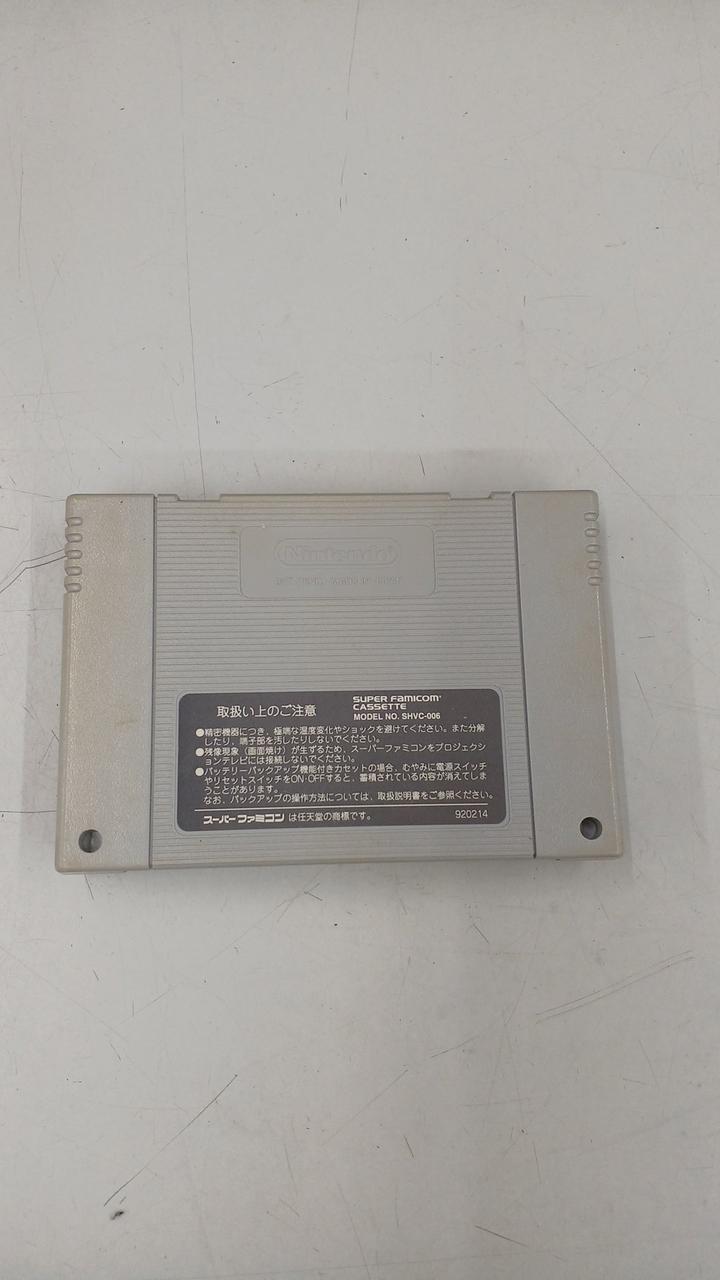 Nintendo
取扱い上のご注意
SUPER FAMICOM
CASSETTE
MODEL NO. SHVC-006
●精密機器につき、極端な温度変化やショックを避けてください。また分解
したり、端子部を汚したりしないでください。
●残像現象（画面焼け）が生ずるため、スーパーファミコンをプロジェクシ
ョンテレビには接続しないでください。
●バッテリーバックアップ機能付きカセットの場合、むやみに電源スイッチ
やリセットスイッチをON・OFFすると、蓄積されている内容が消えてしま
うことがあります。
なお、バックアップの操作方法については、取扱説明書をご参照ください。
スーパーファミコンは任天堂の商標です。
920214